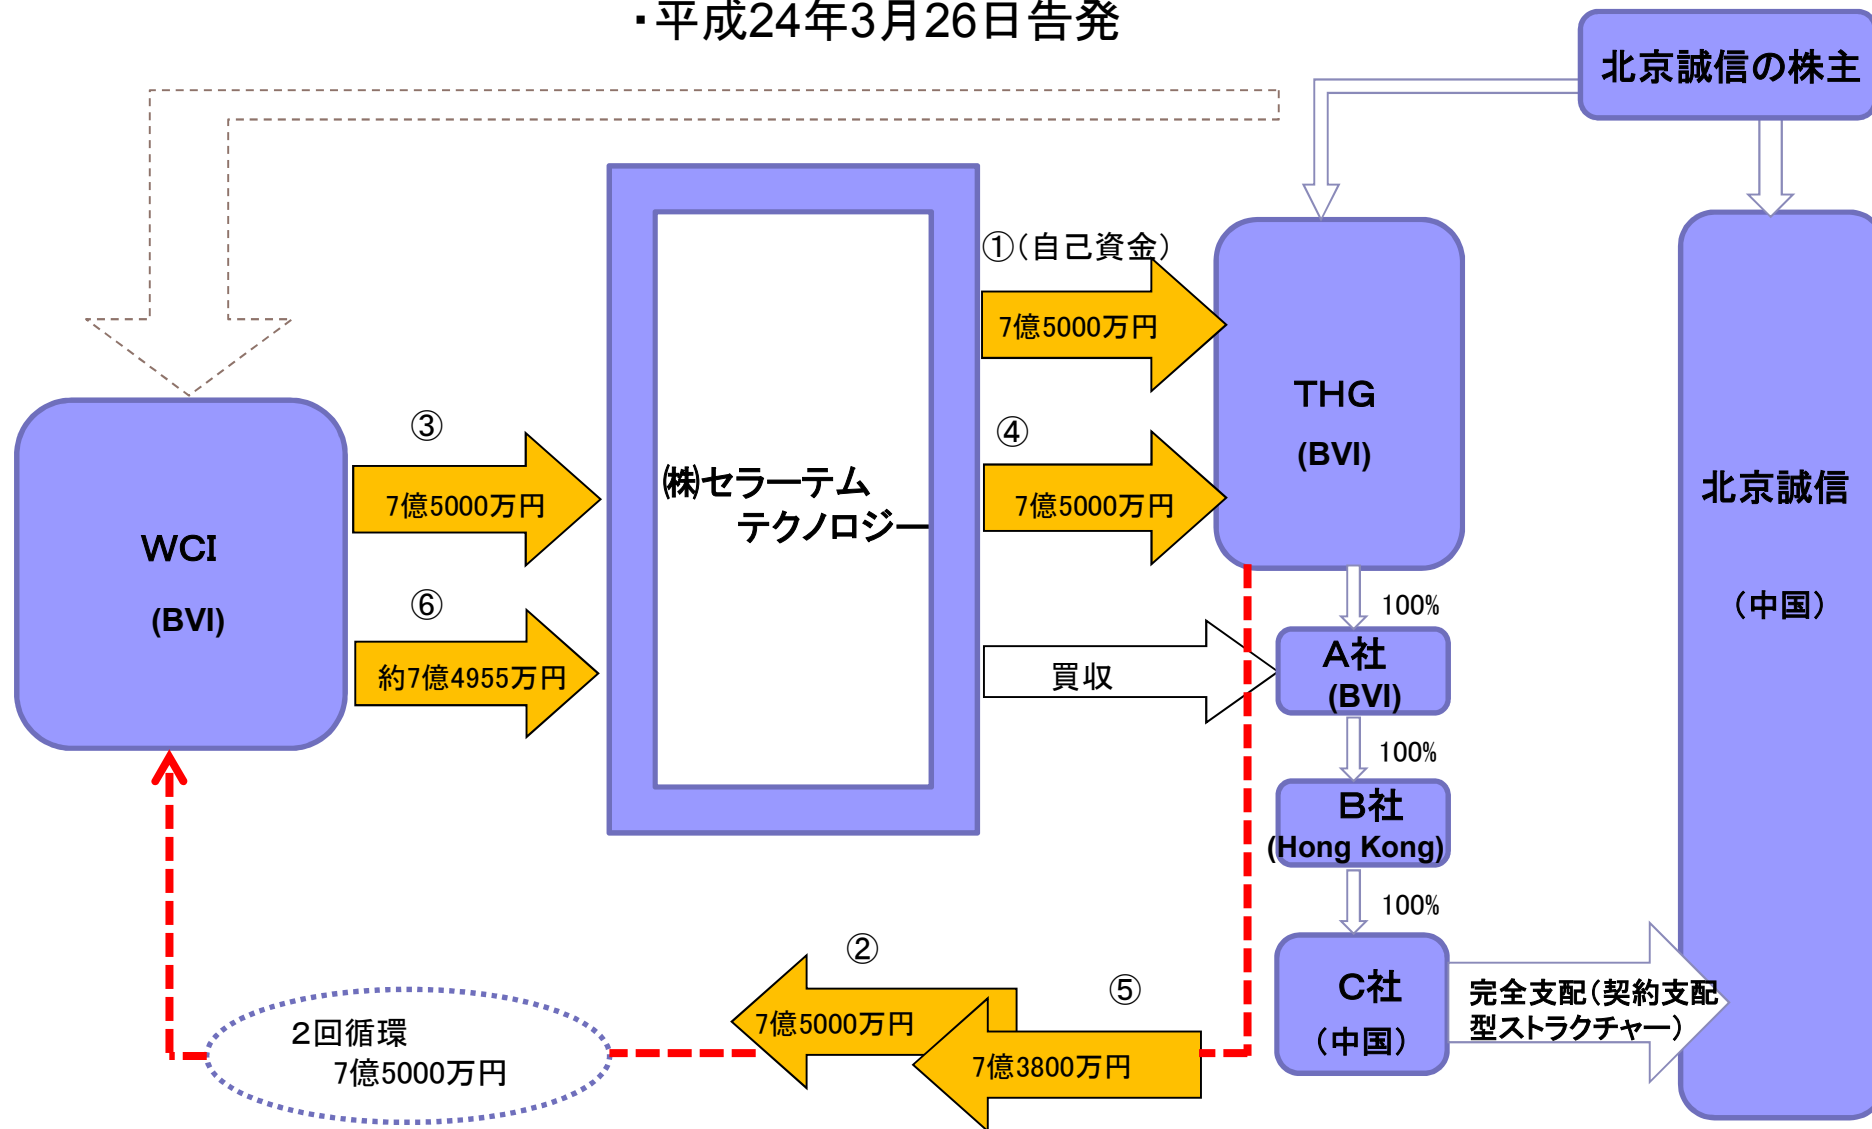 ・平成24年3月26日告発
北京誠信の株主
①(自己資金)
7億5000万円
THG
(BVI)
③
7億5000万円
④
7億5000万円
㈱セラーテム
テクノロジー
北京誠信
(中国)
WCI
(BVI)
⑥
約7億4955万円
買収
100%
A社
(BVI)
100%
B社
(Hong Kong)
100%
C社
(中国)
完全支配(契約支配
型ストラクチャー)
②
7億5000万円
⑤
7億3800万円
2回循環
7億5000万円